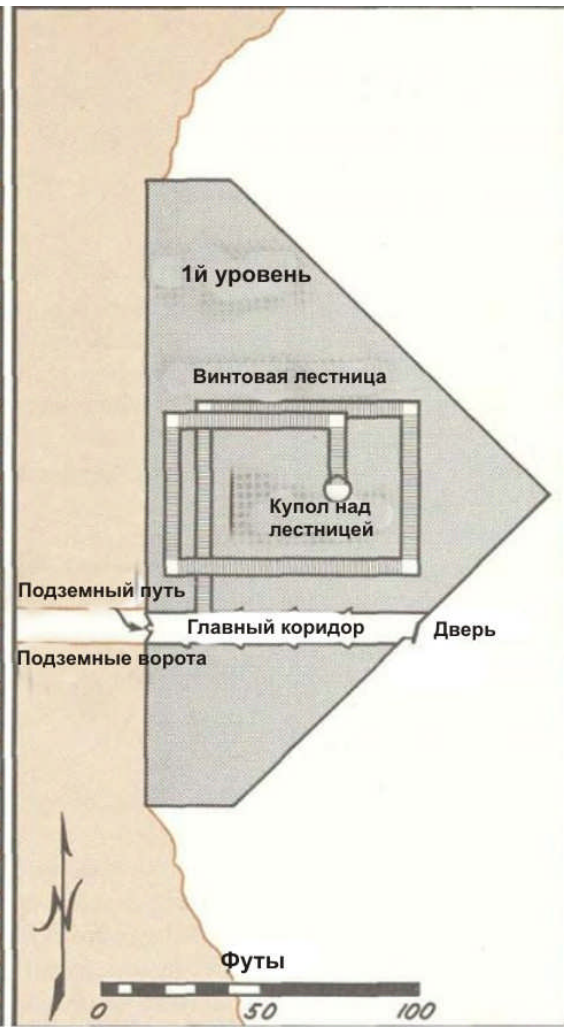 1й уровень
Винтовая лестница
Купол над
лестницей
Подземный путь
Главный коридор
Дверь
Подземные ворота
N
Футы
0 50 100